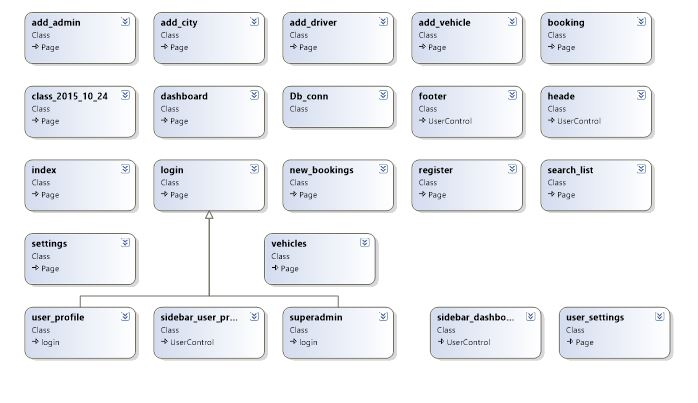 add_admin
Class
Page
add_city
Class
Page
add_driver
Class
Page
add_vehicle
Class
Page
booking
Class
Page
class_2015_10_24
Class
Page
dashboard
Class
Page
Db_conn
Class
footer
Class
UserControl
heade
Class
UserControl
index
Class
Page
login
Class
Page
new_bookings
Class
Page
register
Class
Page
search_list
Class
Page
settings
Class
Page
vehicles
Class
Page
user_profile
Class
login
sidebar_user_pr...
Class
UserControl
superadmin
Class
login
sidebar_dashbo...
Class
UserControl
user_settings
Class
Page